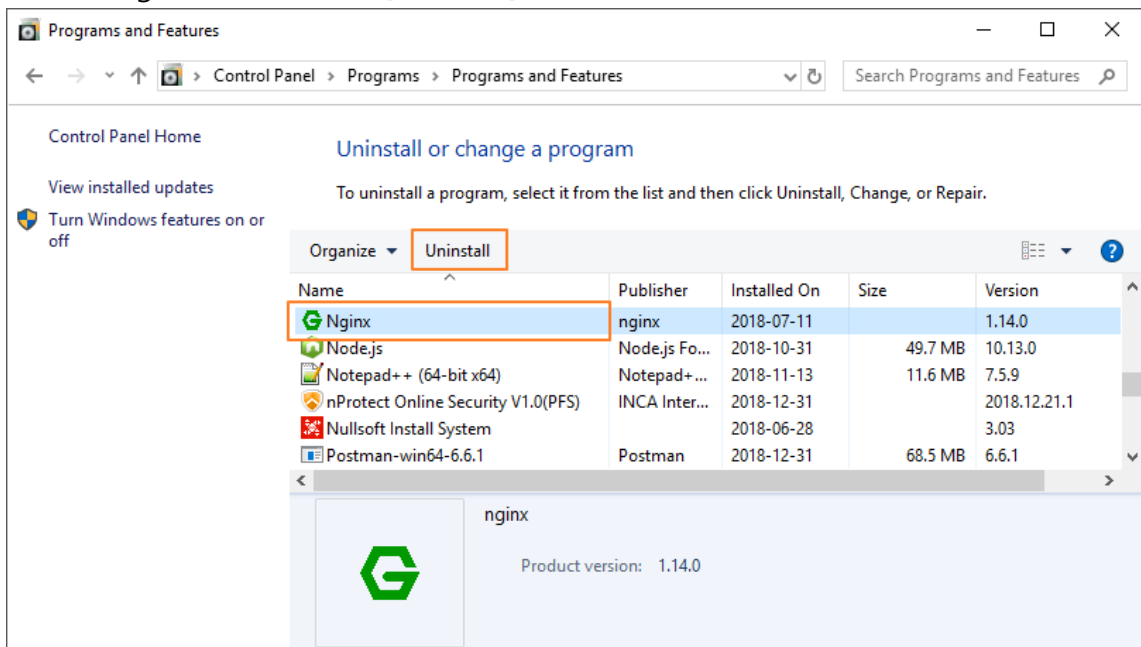 Programs and Features
Control Panel > Programs > Programs and Features
Search Programs and Features
Control Panel Home
View installed updates
Turn Windows features on or
off
Uninstall or change a program
To uninstall a program, select it from the list and then click Uninstall, Change, or Repair.
Organize Uninstall
Name Publisher Installed On Size Version
Nginx nginx 2018-07-11 1.14.0
Node.js Node.js Fo... 2018-10-31 49.7 MB 10.13.0
Notepad++ (64-bit x64) Notepad+... 2018-11-13 11.6 MB 7.5.9
nProtect Online Security V1.0(PFS) INCA Inter... 2018-12-31 2018.12.21.1
Nullsoft Install System 2018-06-28 3.03
Postman-win64-6.6.1 Postman 2018-12-31 68.5 MB 6.6.1
nginx
Product version: 1.14.0